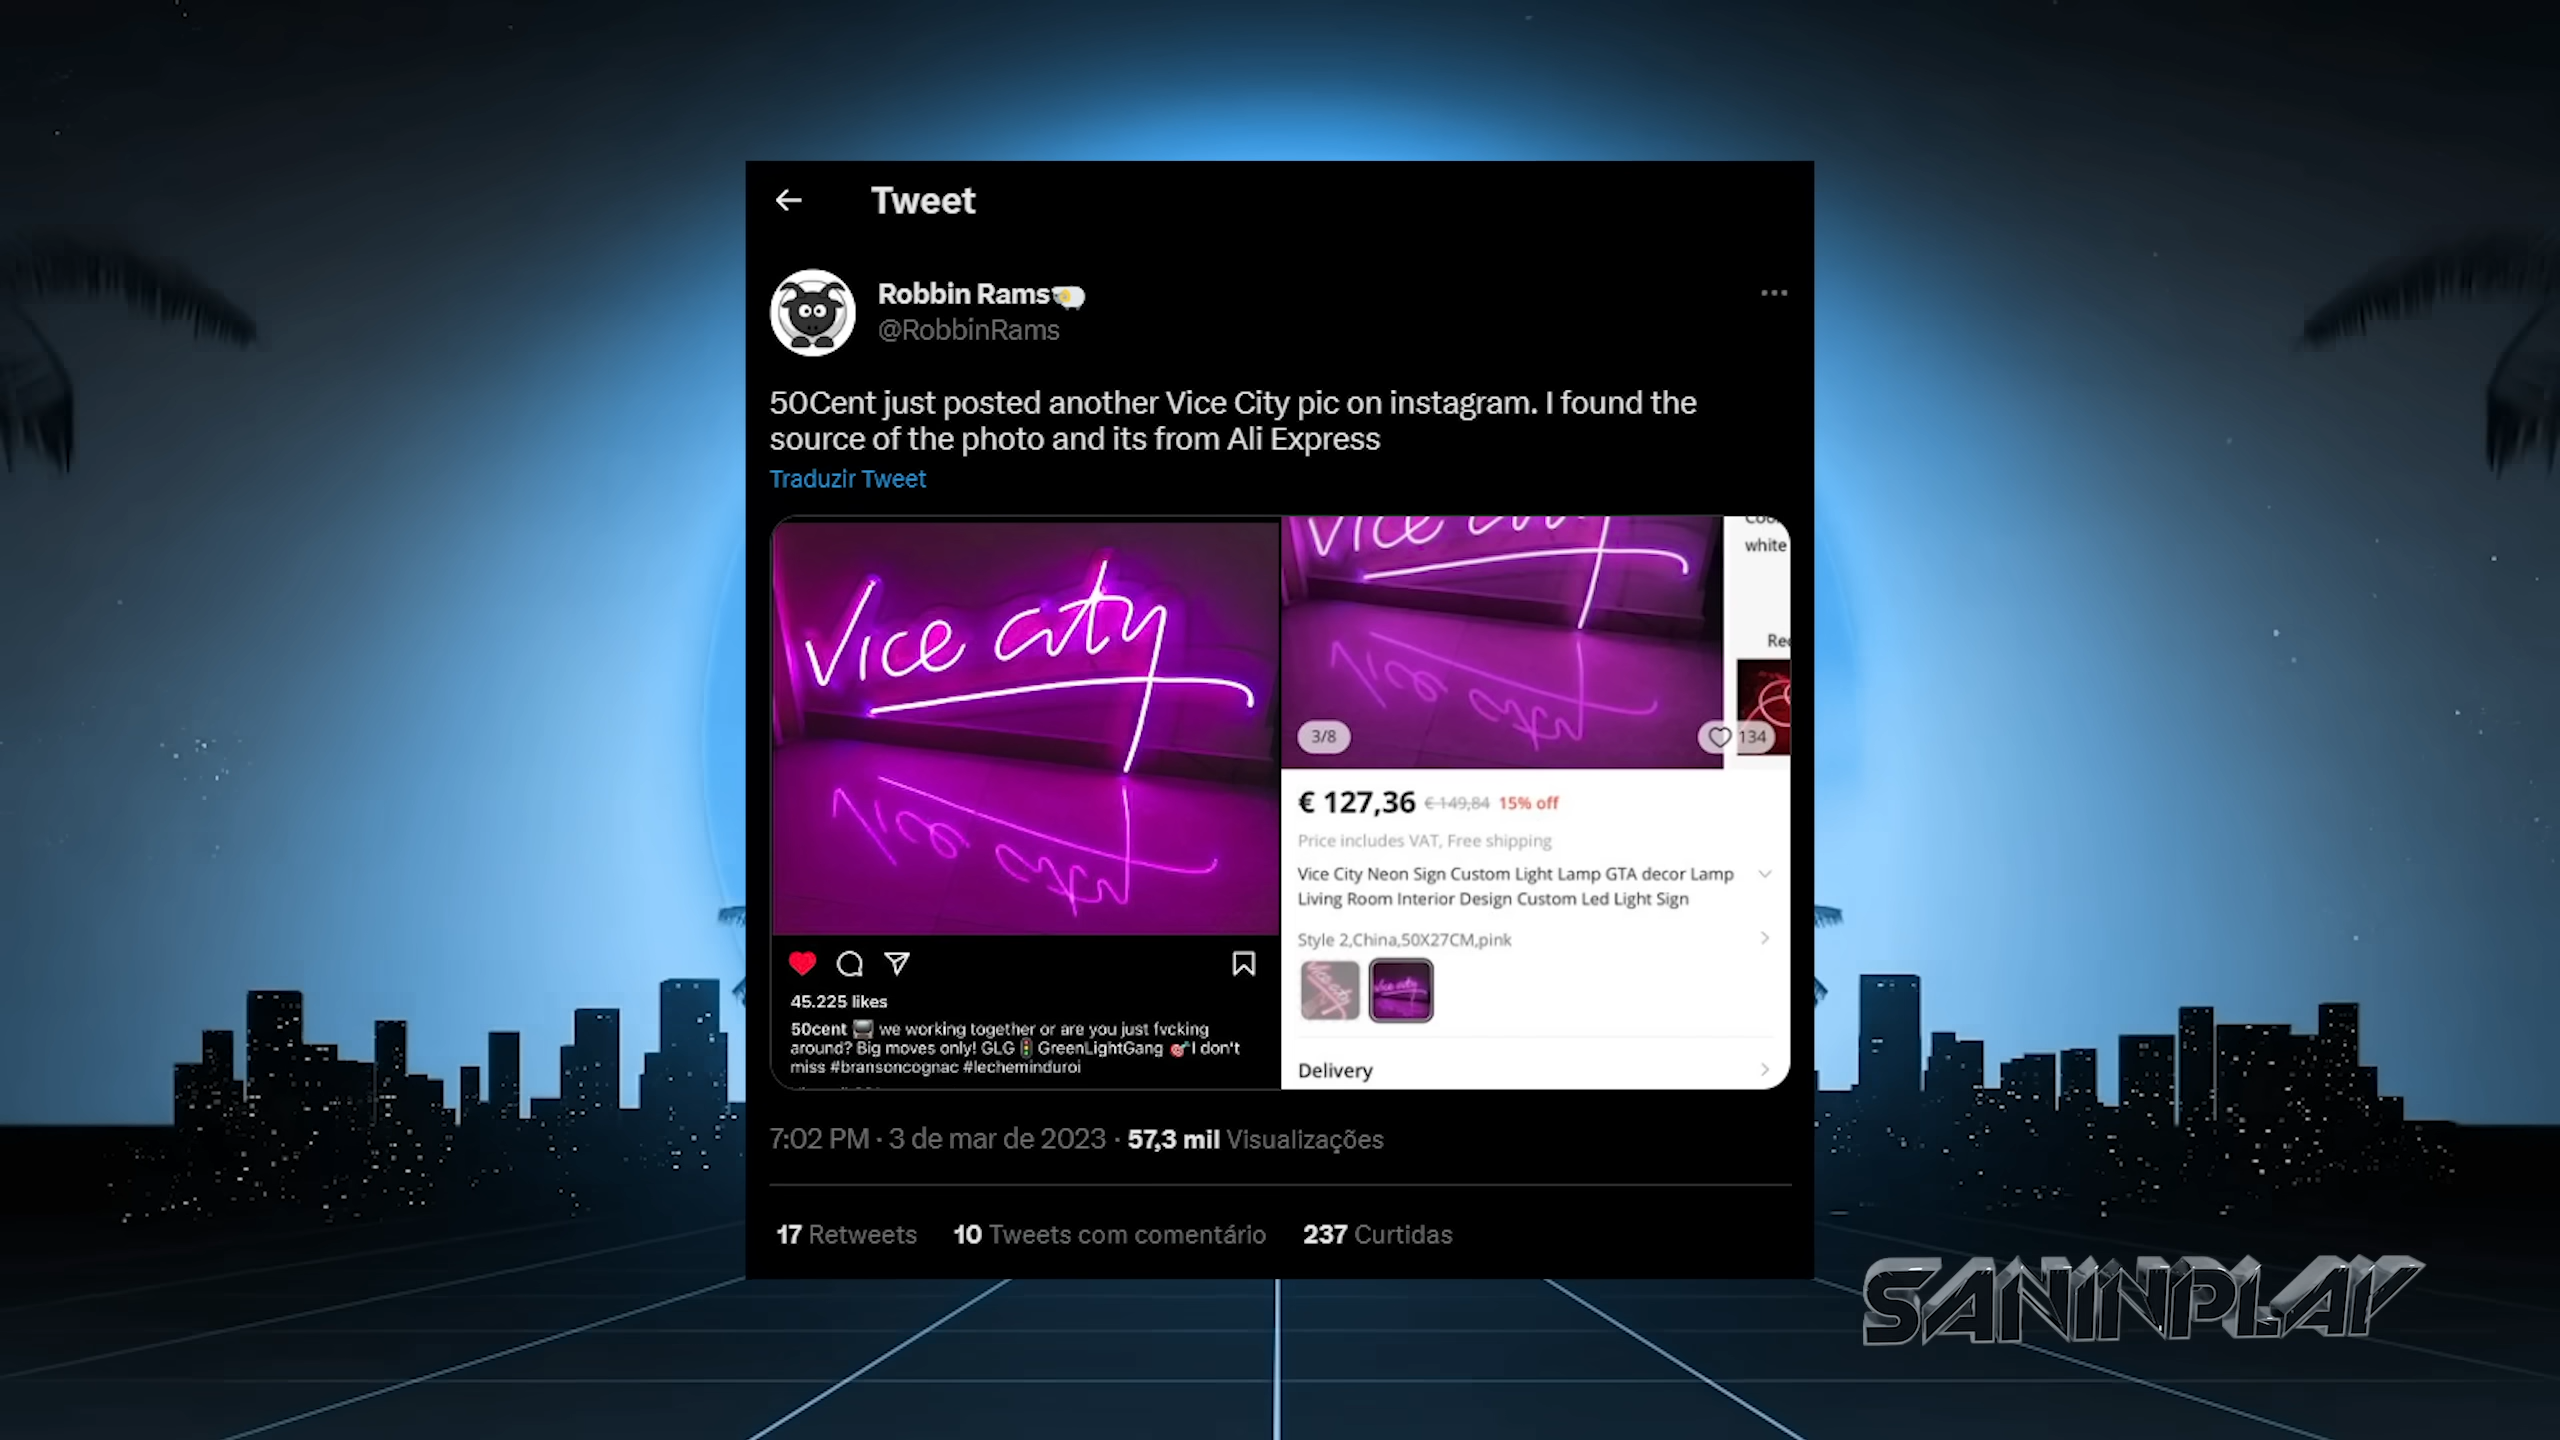 Tweet
Robbin Rams
@RobbinRams
50Cent just posted another Vice City pic on instagram. I found the
source of the photo and its from Ali Express
Traduzir Tweet
Vice city
45.225 likes
50cent we working together or are you just fvcking
around? Big moves only! GLG GreenLightGang I don't
miss #bransoncognac #lecheminduroi
Vice city
white
3/8
134
€ 127,36 € 149,84 15% off
Price includes VAT, Free shipping
Vice City Neon Sign Custom Light Lamp GTA decor Lamp
Living Room Interior Design Custom Led Light Sign
Style 2,China,50X27CM,pink
Delivery
7:02 PM · 3 de mar de 2023 · 57,3 mil Visualizações
17 Retweets 10 Tweets com comentário 237 Curtidas
SANINPLAY